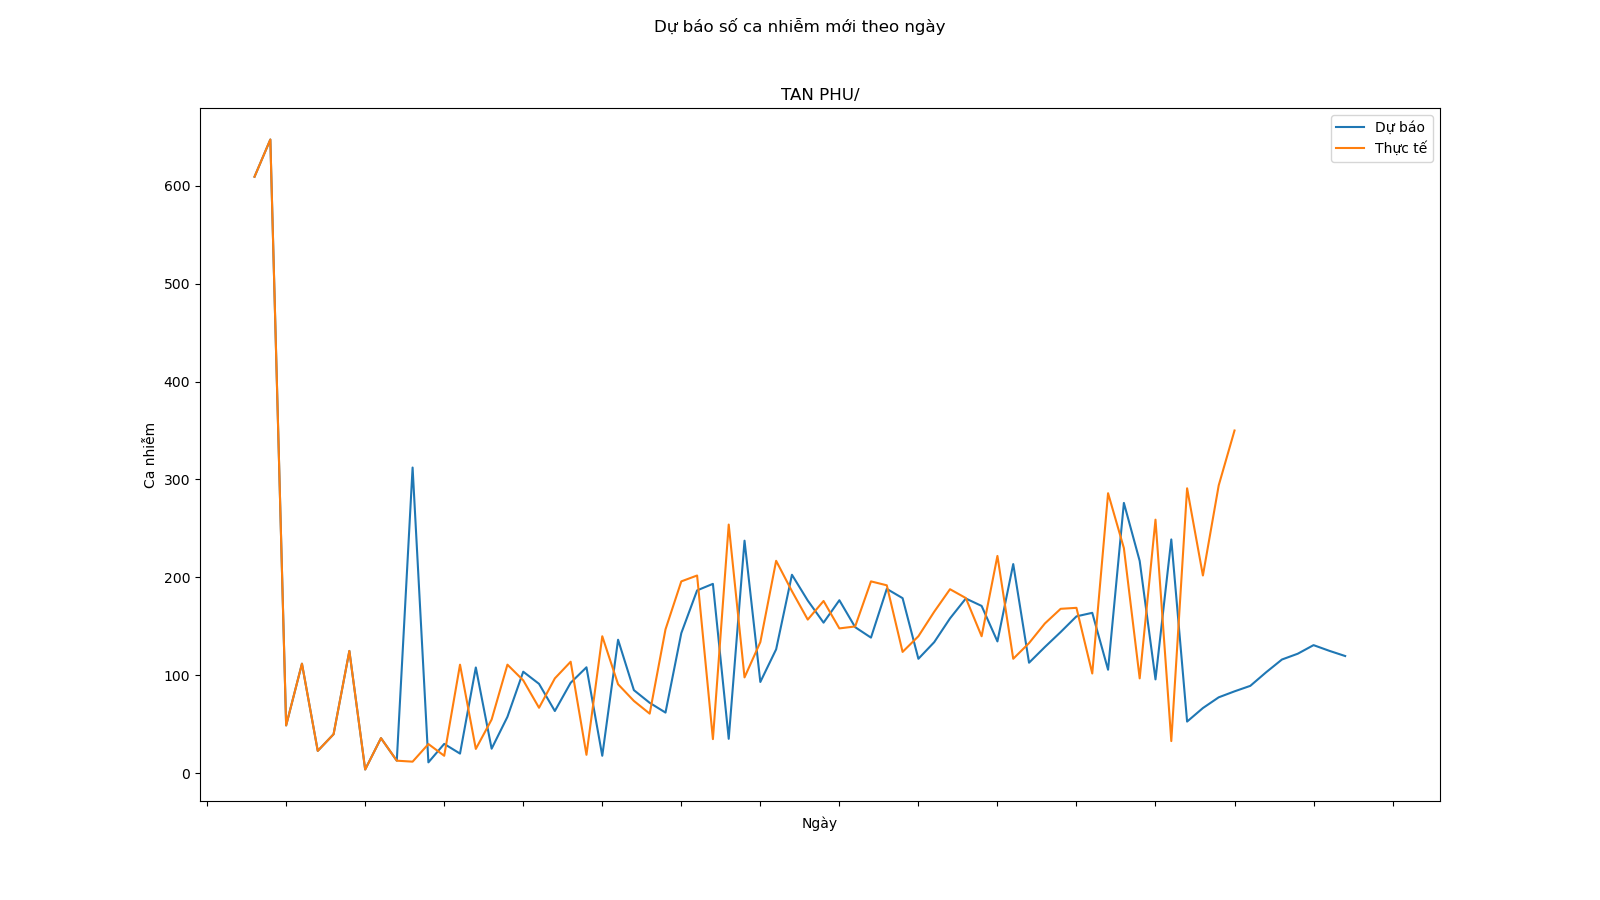 Dự báo số ca nhiễm mới theo ngày
TAN PHU/
Dự báo
Thực tế
600
500
400
300
200
100
0
Ca nhiễm
Ngày